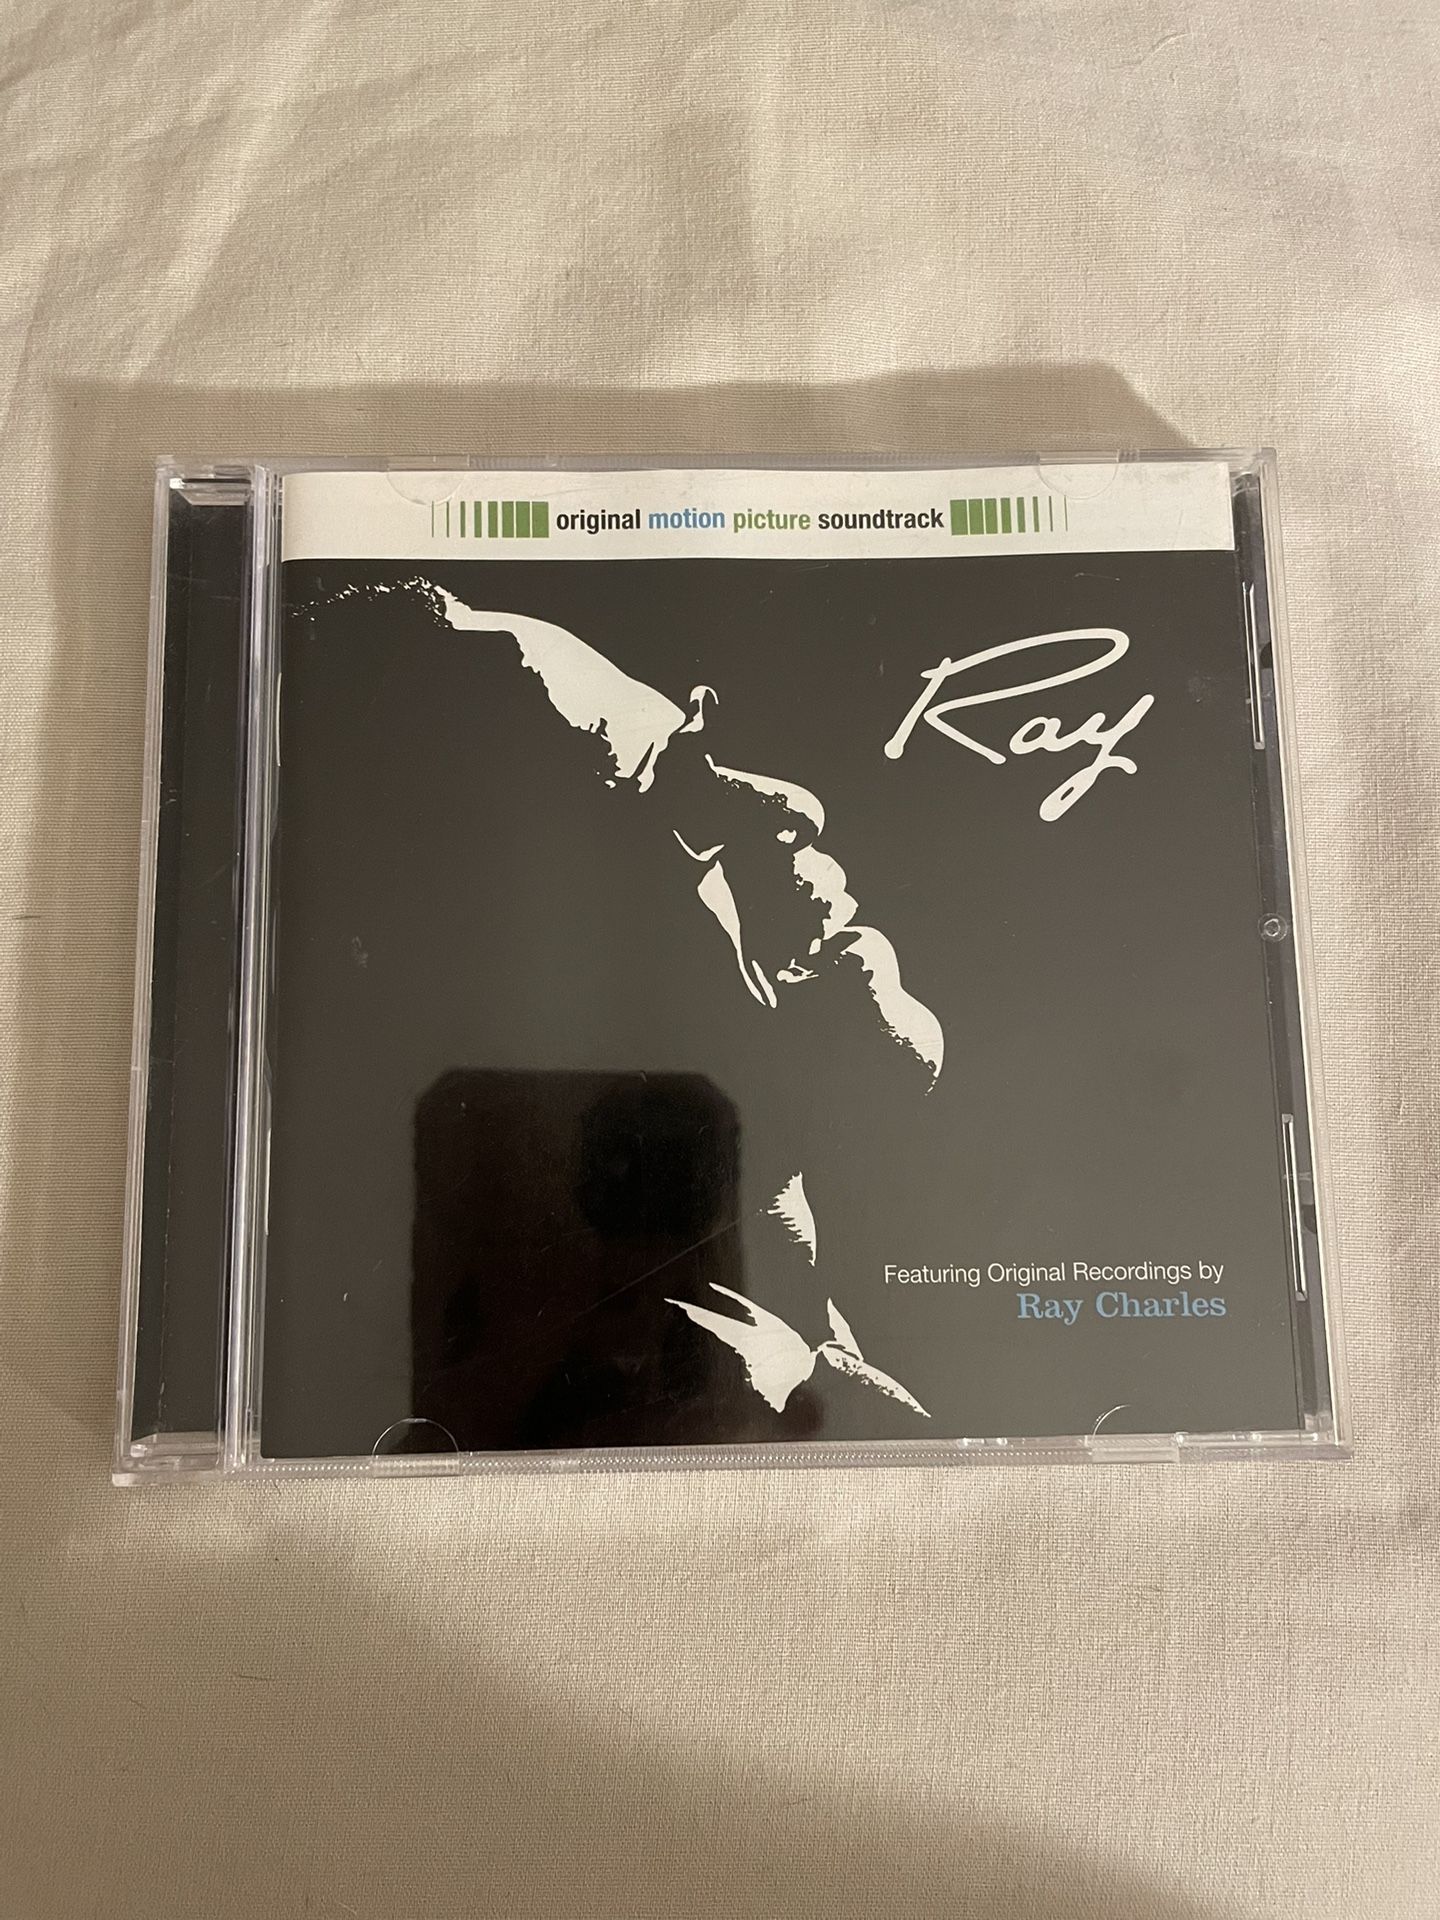 original motion picture soundtrack
Ray
Featuring Original Recordings by
Ray Charles